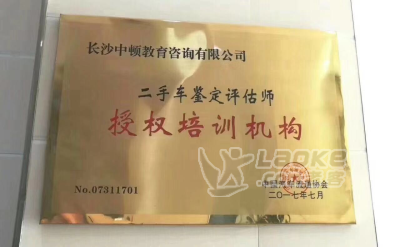 长沙中顿教育咨询有限公司
二手车鉴定评估师
授权培训机构
No.07311701
二〇一七年七月